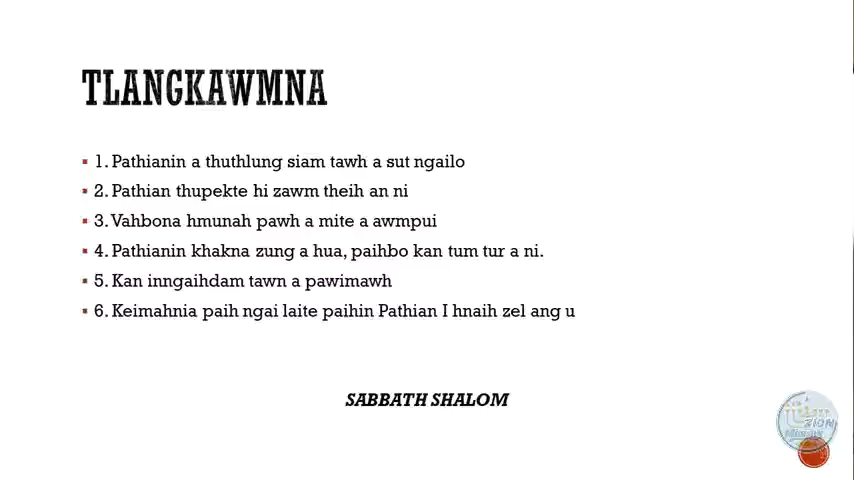 TLANGKAWMNA
1. Pathianin a thuthlung siam tawh a sut ngailo
2. Pathian thupekte hi zawm theih an ni
3. Vahbona hmunah pawh a mite a awmpui
4. Pathianin khakna zung a hua, paihbo kan tum tur a ni.
5. Kan inngaihdam tawn a pawimawh
6. Keimahnia paih ngai laite paihin Pathian I hnaih zel ang u
SABBATH SHALOM
ZION